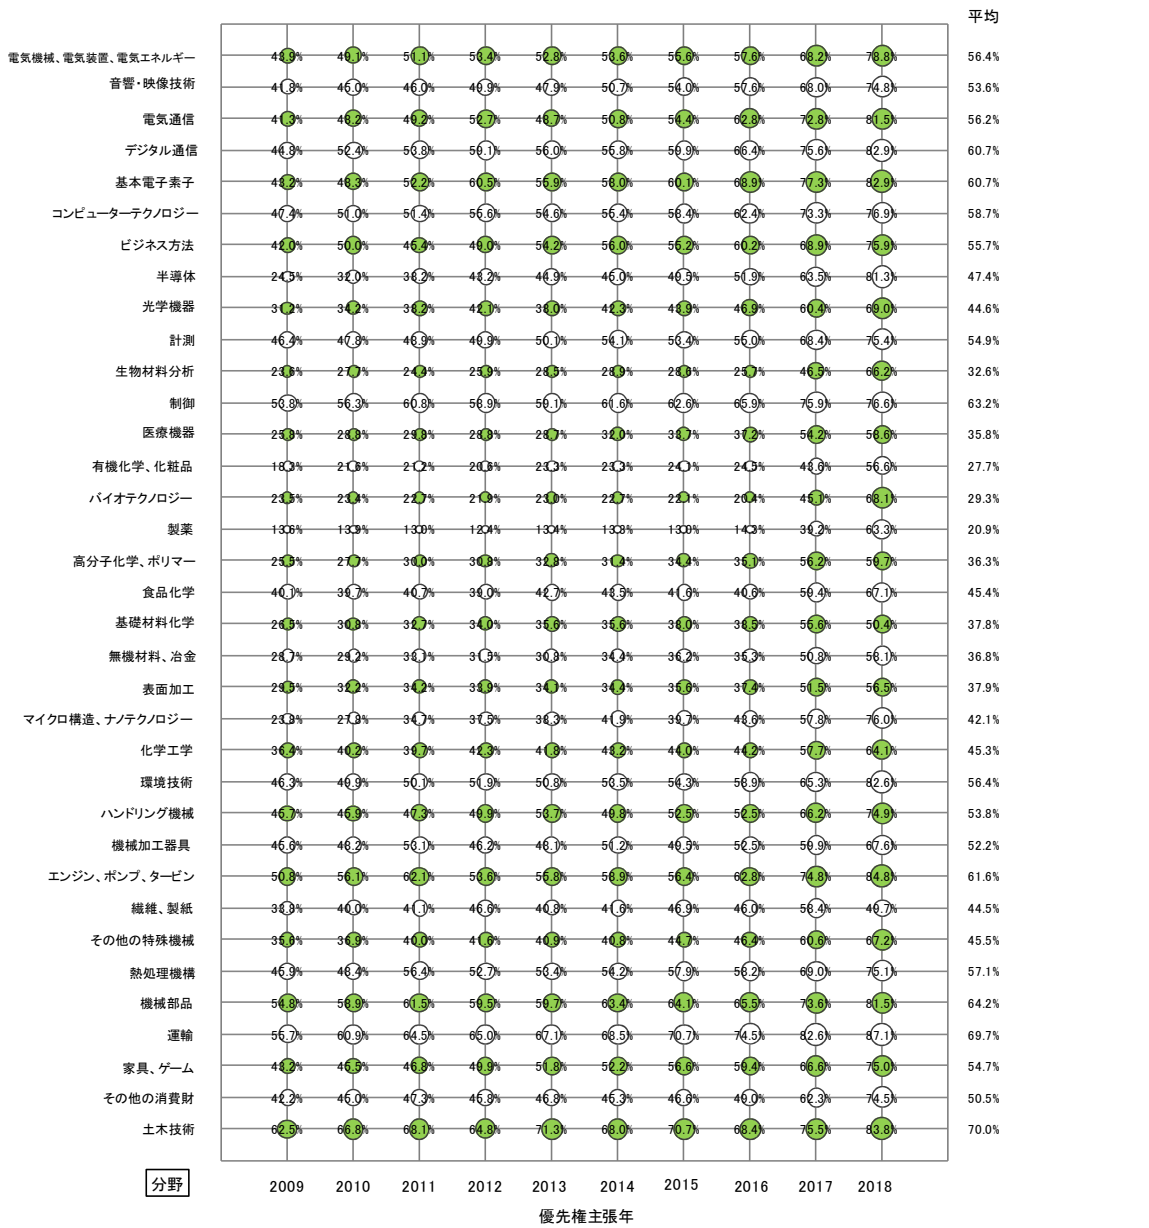 平均
電気機械、電気装置、電気エネルギー 43.9% 49.1% 51.1% 53.4% 52.8% 53.6% 55.6% 57.6% 68.2% 78.8% 56.4%
音響・映像技術 41.8% 45.0% 46.0% 49.9% 47.9% 50.7% 54.0% 57.6% 68.0% 74.8% 53.6%
電気通信 41.3% 48.2% 49.2% 52.7% 48.7% 50.8% 54.4% 62.8% 72.8% 81.5% 56.2%
デジタル通信 44.8% 52.4% 53.8% 59.1% 56.0% 55.8% 59.9% 66.4% 75.6% 82.9% 60.7%
基本電子素子 43.2% 46.3% 52.2% 60.5% 55.9% 58.0% 60.1% 68.9% 77.3% 82.9% 60.7%
コンピューターテクノロジー 47.4% 51.0% 51.4% 55.6% 54.6% 55.4% 58.4% 62.4% 73.3% 76.9% 58.7%
ビジネス方法 42.0% 50.0% 45.4% 49.0% 54.2% 56.0% 55.2% 60.2% 68.9% 75.9% 55.7%
半導体 24.5% 32.0% 38.2% 43.2% 44.9% 45.0% 49.5% 51.9% 63.5% 81.3% 47.4%
光学機器 31.2% 34.2% 38.2% 42.1% 38.0% 42.3% 43.9% 46.9% 60.4% 69.0% 44.6%
計測 46.4% 47.8% 48.9% 49.9% 50.1% 54.1% 53.4% 55.0% 68.4% 75.4% 54.9%
生物材料分析 23.6% 27.7% 24.4% 25.9% 28.5% 28.9% 28.6% 25.7% 46.5% 66.2% 32.6%
制御 53.8% 56.3% 60.8% 58.9% 59.1% 61.6% 62.6% 65.9% 75.9% 76.6% 63.2%
医療機器 25.8% 28.8% 29.8% 28.8% 28.7% 32.0% 33.7% 37.2% 54.2% 58.6% 35.8%
有機化学、化粧品 18.3% 21.6% 21.2% 20.6% 23.3% 23.3% 24.1% 24.5% 43.6% 56.6% 27.7%
バイオテクノロジー 23.5% 23.4% 22.7% 21.9% 23.0% 22.7% 22.1% 20.4% 45.1% 68.1% 29.3%
製薬 13.6% 13.9% 13.0% 12.4% 13.4% 13.3% 13.0% 14.3% 39.2% 63.3% 20.9%
高分子化学、ポリマー 25.5% 27.7% 30.0% 30.8% 32.8% 31.4% 34.4% 35.1% 56.2% 59.7% 36.3%
食品化学 40.1% 39.7% 40.7% 39.0% 42.7% 43.5% 41.6% 40.6% 59.4% 67.1% 45.4%
基礎材料化学 26.5% 30.8% 32.7% 34.0% 35.6% 35.6% 38.0% 38.5% 55.6% 50.4% 37.8%
無機材料、冶金 28.7% 29.2% 33.1% 31.5% 30.8% 34.4% 36.2% 35.3% 50.8% 58.1% 36.8%
表面加工 29.5% 32.2% 34.2% 33.9% 34.1% 34.4% 35.6% 37.4% 51.5% 56.5% 37.9%
マイクロ構造、ナノテクノロジー 23.8% 27.8% 34.7% 37.5% 38.3% 41.9% 39.7% 43.6% 57.8% 76.0% 42.1%
化学工学 36.4% 40.2% 39.7% 42.3% 41.8% 43.2% 44.0% 44.2% 57.7% 64.1% 45.3%
環境技術 46.3% 49.9% 50.1% 51.9% 50.8% 53.5% 54.3% 58.9% 65.3% 82.6% 56.4%
ハンドリング機械 45.7% 45.9% 47.3% 49.9% 53.7% 49.8% 52.5% 52.5% 66.2% 74.9% 53.8%
機械加工器具 45.6% 48.2% 53.1% 46.2% 48.1% 51.2% 49.5% 52.5% 59.9% 67.6% 52.2%
エンジン、ポンプ、タービン 50.8% 56.1% 62.1% 53.6% 55.8% 58.9% 56.4% 62.8% 74.8% 84.8% 61.6%
繊維、製紙 33.8% 40.0% 41.1% 46.6% 40.8% 41.6% 46.9% 46.0% 58.4% 49.7% 44.5%
その他の特殊機械 35.6% 36.9% 40.0% 41.6% 40.9% 40.8% 44.7% 46.4% 60.6% 67.2% 45.5%
熱処理機構 45.9% 48.4% 56.4% 52.7% 53.4% 54.2% 57.9% 58.2% 69.0% 75.1% 57.1%
機械部品 54.8% 58.9% 61.5% 59.5% 59.7% 63.4% 64.1% 65.5% 73.6% 81.5% 64.2%
運輸 55.7% 60.9% 64.5% 65.0% 67.1% 68.5% 70.7% 74.5% 82.6% 87.1% 69.7%
家具、ゲーム 43.2% 45.5% 46.8% 49.9% 51.8% 52.2% 56.6% 59.4% 66.6% 75.0% 54.7%
その他の消費財 42.2% 45.0% 47.3% 45.8% 46.8% 45.3% 46.6% 49.0% 62.3% 74.5% 50.5%
土木技術 62.5% 66.8% 68.1% 64.8% 71.3% 68.0% 70.7% 68.4% 75.5% 83.8% 70.0%
分野 2009 2010 2011 2012 2013 2014 2015 2016 2017 2018
優先権主張年